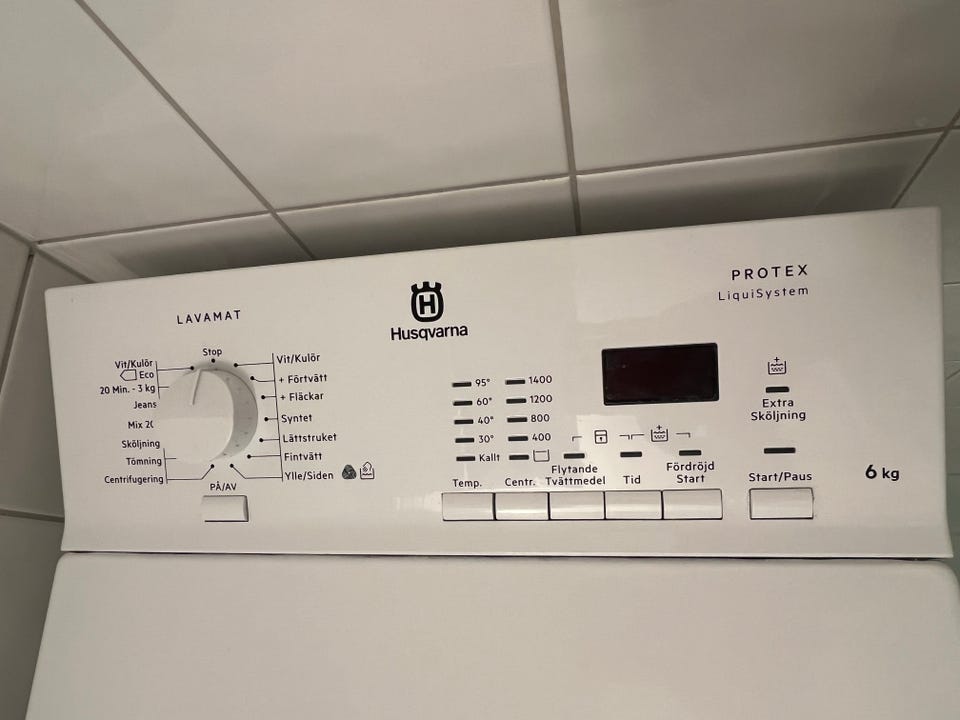 LAVAMAT
Stop
Vit/Kulör
Eco
20 Min. - 3 kg
Jeans
Mix 20
Sköljning
Tömning
Centrifugering
Vit/Kulör
+ Förtvätt
+ Fläckar
Syntet
Lättstruket
Fintvätt
Ylle/Siden
PÅ/AV
H
Husqvarna
95°
60°
40°
30°
Kallt
Temp.
1400
1200
800
400
Centr.
Flytande
Tvättmedel
Tid
Fördröjd
Start
PROTEX
LiquiSystem
Extra
Sköljning
Start/Paus
6 kg